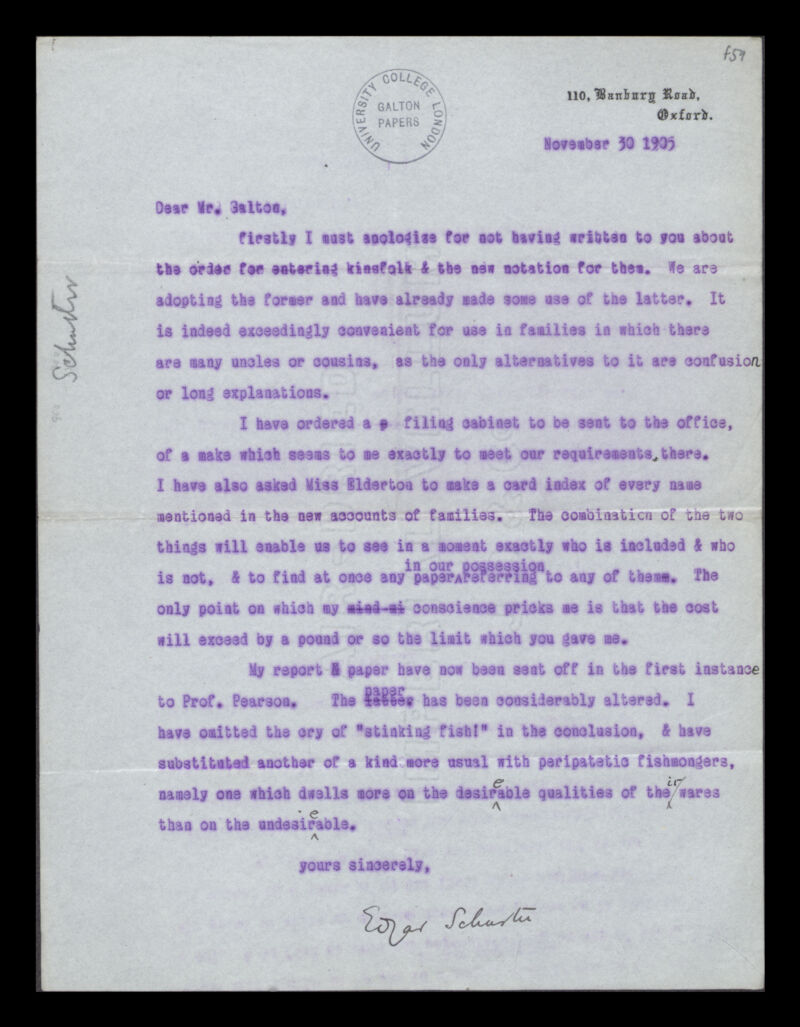 f59
UNIVERSITY COLLEGE LONDON
GALTON
PAPERS
110, Banbury Road,
Oxford.
November 30 1905
Schuster
Dear Mr. Galton,
firstly I must apologize for not having written to you about
the order for entering kinsfolk & the new notation for them. We are
adopting the former and have already made some use of the latter. It
is indeed exceedingly convenient for use in families in which there
are many uncles or cousins, as the only alternatives to it are confusion
or long explanations.
I have ordered a filing cabinet to be sent to the office,
of a make which seems to me exactly to meet our requirements, there.
I have also asked Miss Elderton to make a card index of every name
mentioned in the new accounts of families. The combination of the two
things will enable us to see in a moment exactly who is included & who
in our possession
is not, & to find at once any paper referring to any of them. The
only point on which my mind mi conscience pricks me is that the cost
will exceed by a pound or so the limit which you gave me.
My report & paper have now been sent off in the first instance
paper
to Prof. Pearson. The latter has been considerably altered. I
have omitted the cry of "stinking fish!" in the conclusion, & have
substituted another of a kind more usual with peripatetic fishmongers,
namely one which dwells more on the desireable qualities of their wares
than on the undesireable.
yours sincerely,
Edgar Schuster